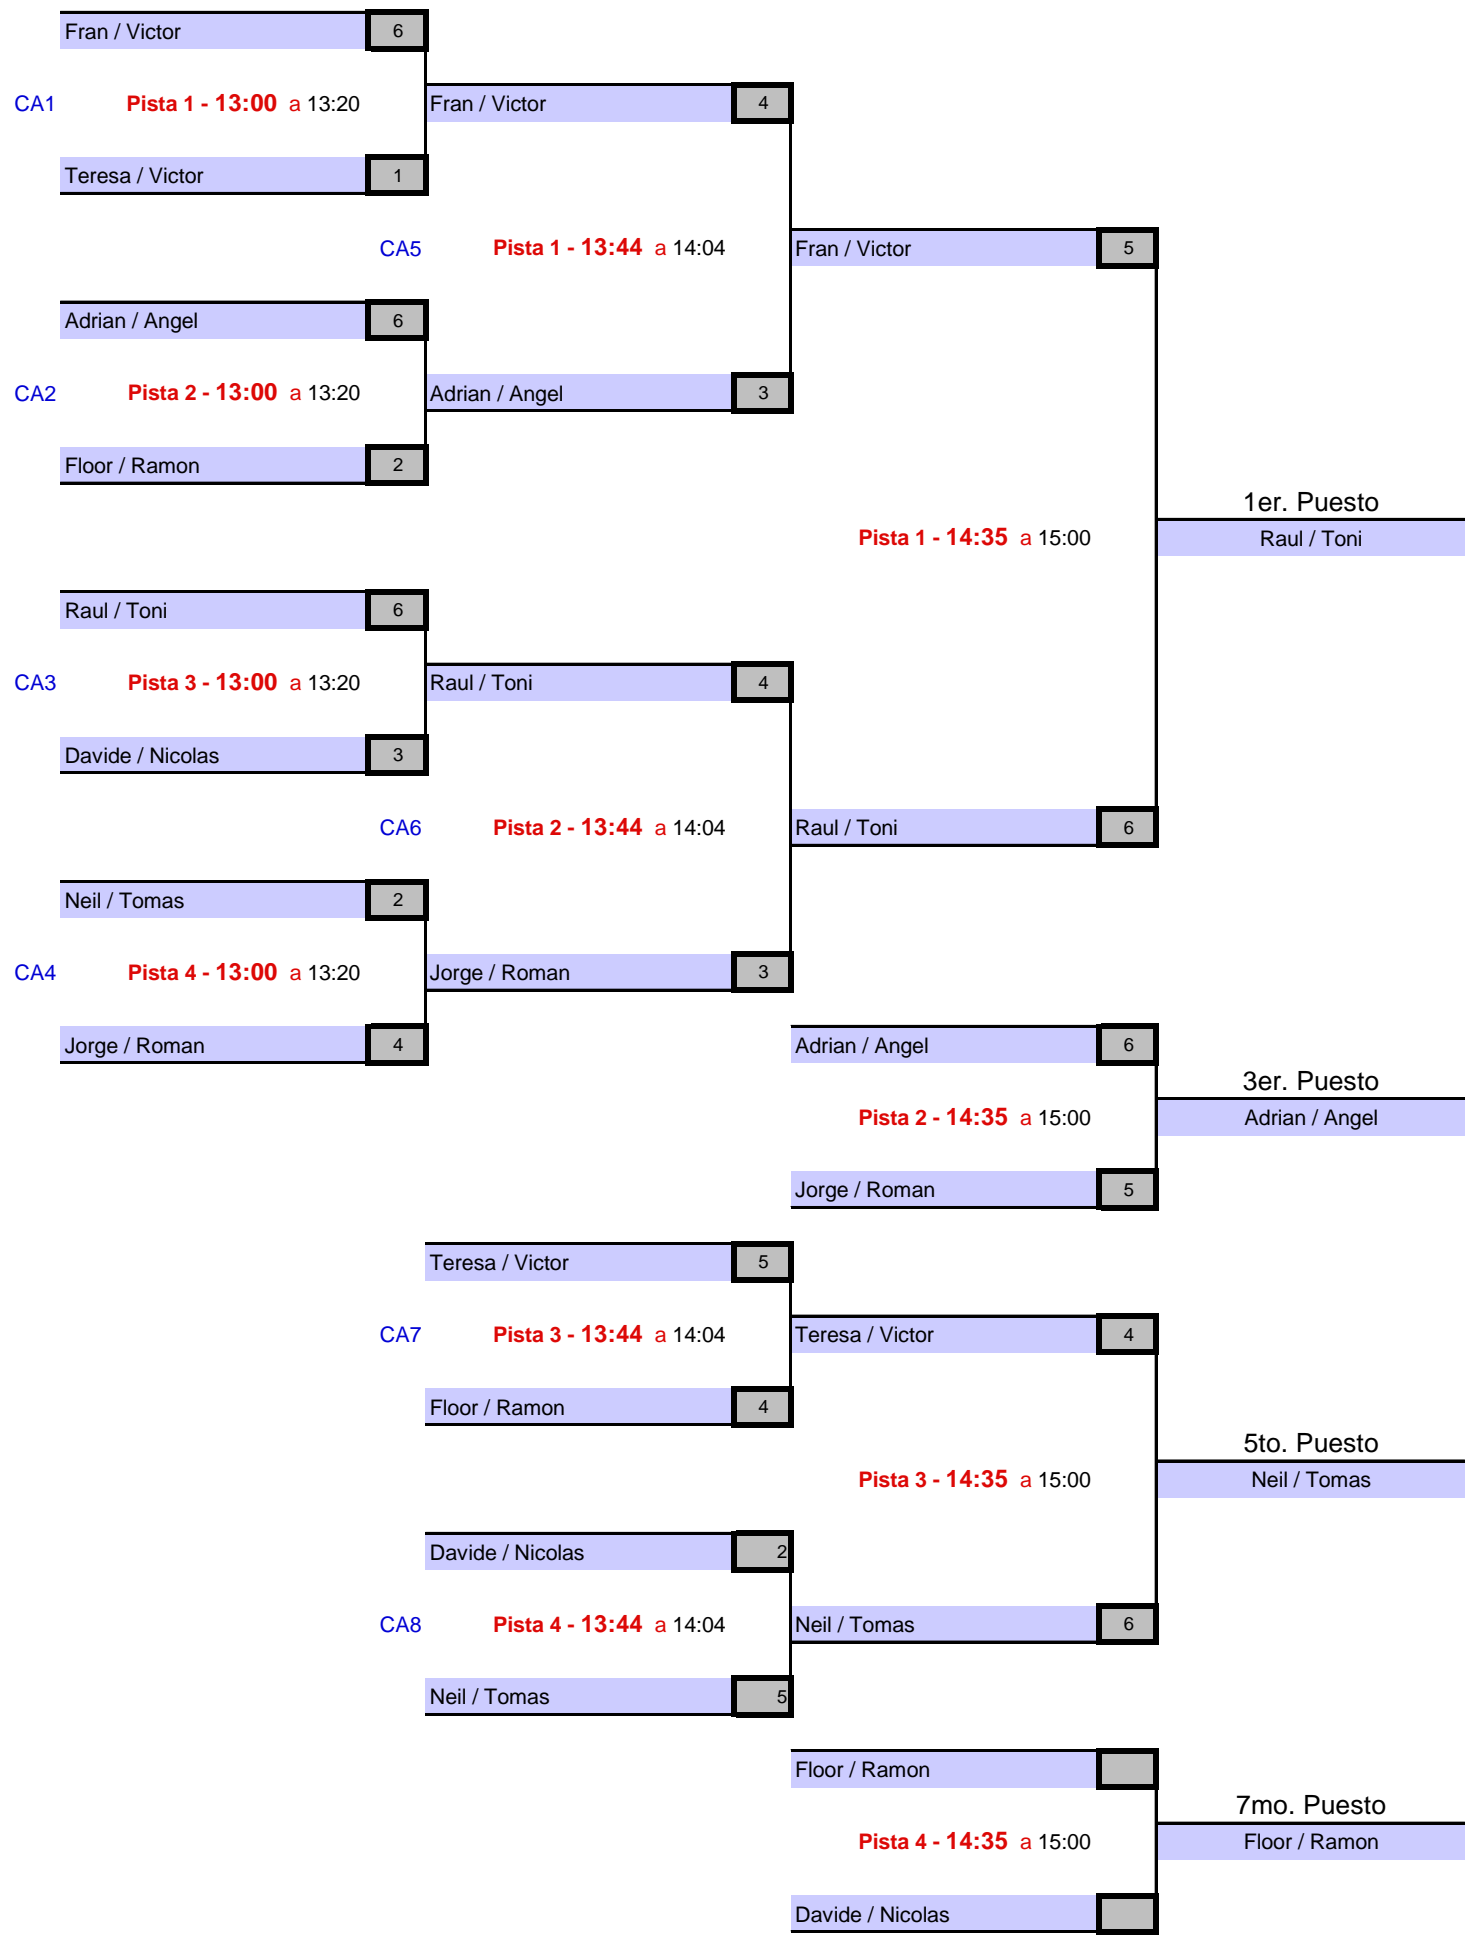 Fran / Victor 6
CA1 Pista 1 - 13:00 a 13:20 Fran / Victor 4
Teresa / Victor 1
CA5 Pista 1 - 13:44 a 14:04 Fran / Victor 5
Adrian / Angel 6
CA2 Pista 2 - 13:00 a 13:20 Adrian / Angel 3
Floor / Ramon 2
1er. Puesto
Pista 1 - 14:35 a 15:00 Raul / Toni
Raul / Toni 6
CA3 Pista 3 - 13:00 a 13:20 Raul / Toni 4
Davide / Nicolas 3
CA6 Pista 2 - 13:44 a 14:04 Raul / Toni 6
Neil / Tomas 2
CA4 Pista 4 - 13:00 a 13:20 Jorge / Roman 3
Jorge / Roman 4 Adrian / Angel 6
3er. Puesto
Pista 2 - 14:35 a 15:00 Adrian / Angel
Jorge / Roman 5
Teresa / Victor 5
CA7 Pista 3 - 13:44 a 14:04 Teresa / Victor 4
Floor / Ramon 4
5to. Puesto
Pista 3 - 14:35 a 15:00 Neil / Tomas
Davide / Nicolas 2
CA8 Pista 4 - 13:44 a 14:04 Neil / Tomas 6
Neil / Tomas 5
Floor / Ramon
7mo. Puesto
Pista 4 - 14:35 a 15:00 Floor / Ramon
Davide / Nicolas